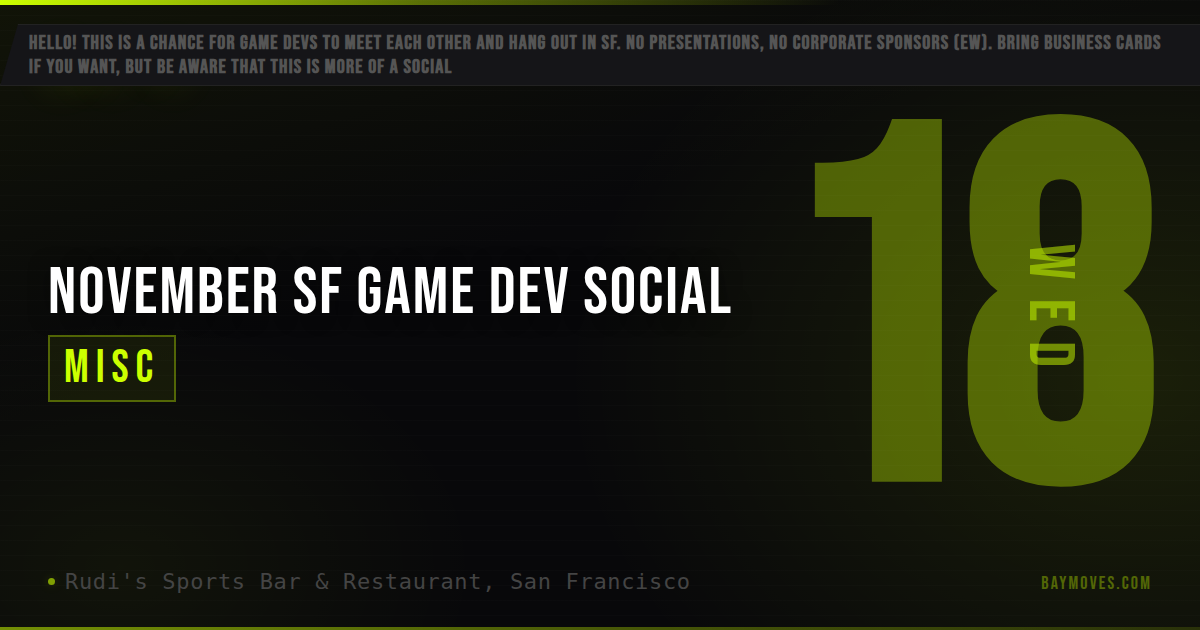 HELLO! THIS IS A CHANCE FOR GAME DEVS TO MEET EACH OTHER AND HANG OUT IN SF. NO PRESENTATIONS, NO CORPORATE SPONSORS (EW). BRING BUSINESS CARDS
IF YOU WANT, BUT BE AWARE THAT THIS IS MORE OF A SOCIAL
18
WED
NOVEMBER SF GAME DEV SOCIAL
MISC
Rudi's Sports Bar & Restaurant, San Francisco
BAYMOVES.COM